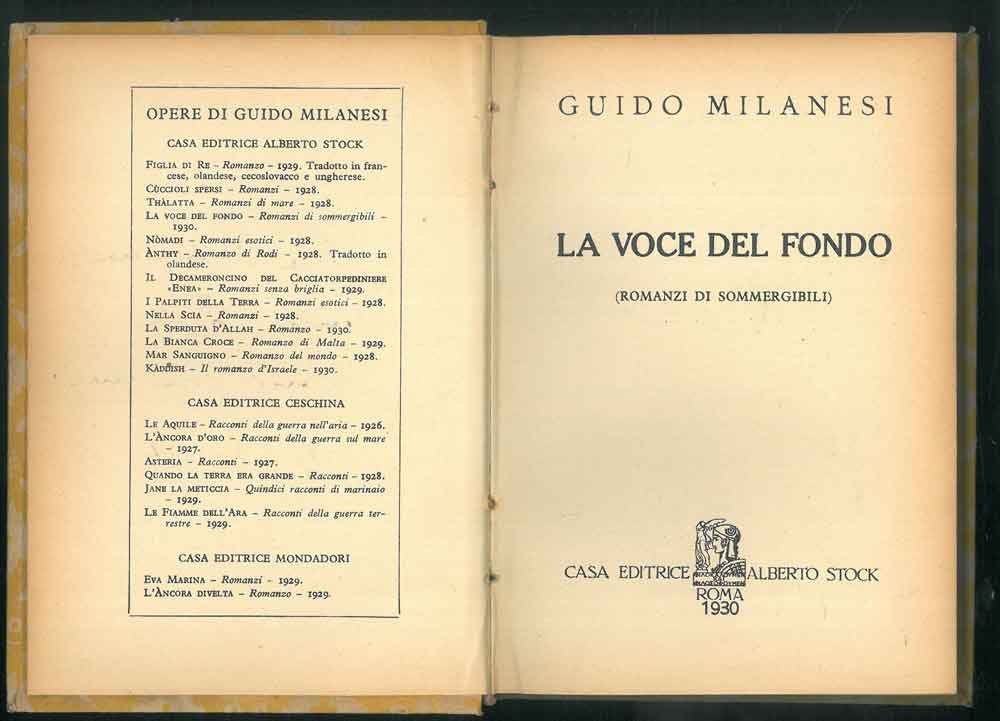 OPERE DI GUIDO MILANESI
CASA EDITRICE ALBERTO STOCK
FIGLIA DI RE – Romanzo – 1929. Tradotto in fran-
cese, olandese, cecoslovacco e ungherese.
CÙCCIOLI SPERSI – Romanzi – 1928.
THÀLATTA – Romanzi di mare – 1928.
LA VOCE DEL FONDO – Romanzi di sommergibili –
1930.
NÒMADI – Romanzi esotici – 1928.
ÀNTHY – Romanzo di Rodi – 1928. Tradotto in
olandese.
IL DECAMERONCINO DEL CACCIATORPEDINIERE
«ENEA» – Romanzi senza briglia – 1929.
I PALPITI DELLA TERRA – Romanzi esotici – 1928.
NELLA SCIA – Romanzi – 1928.
LA SPERDUTA D'ALLAH – Romanzo – 1930.
LA BIANCA CROCE – Romanzo di Malta – 1929.
MAR SANGUIGNO – Romanzo del mondo – 1928.
KÀDDISH – Il romanzo d'Israele – 1930.
CASA EDITRICE CESCHINA
LE AQUILE – Racconti della guerra nell'aria – 1926.
L'ÀNCORA D'ORO – Racconti della guerra sul mare
– 1927.
ASTERIA – Racconti – 1927.
QUANDO LA TERRA ERA GRANDE – Racconti – 1928.
JANE LA METICCIA – Quindici racconti di marinaio
– 1929.
LE FIAMME DELL'ARA – Racconti della guerra ter-
restre – 1929.
CASA EDITRICE MONDADORI
EVA MARINA – Romanzi – 1929.
L'ÀNCORA DIVELTA – Romanzo – 1929.
GUIDO MILANESI
LA VOCE DEL FONDO
(ROMANZI DI SOMMERGIBILI)
CASA EDITRICE ALBERTO STOCK
ROMA
1930